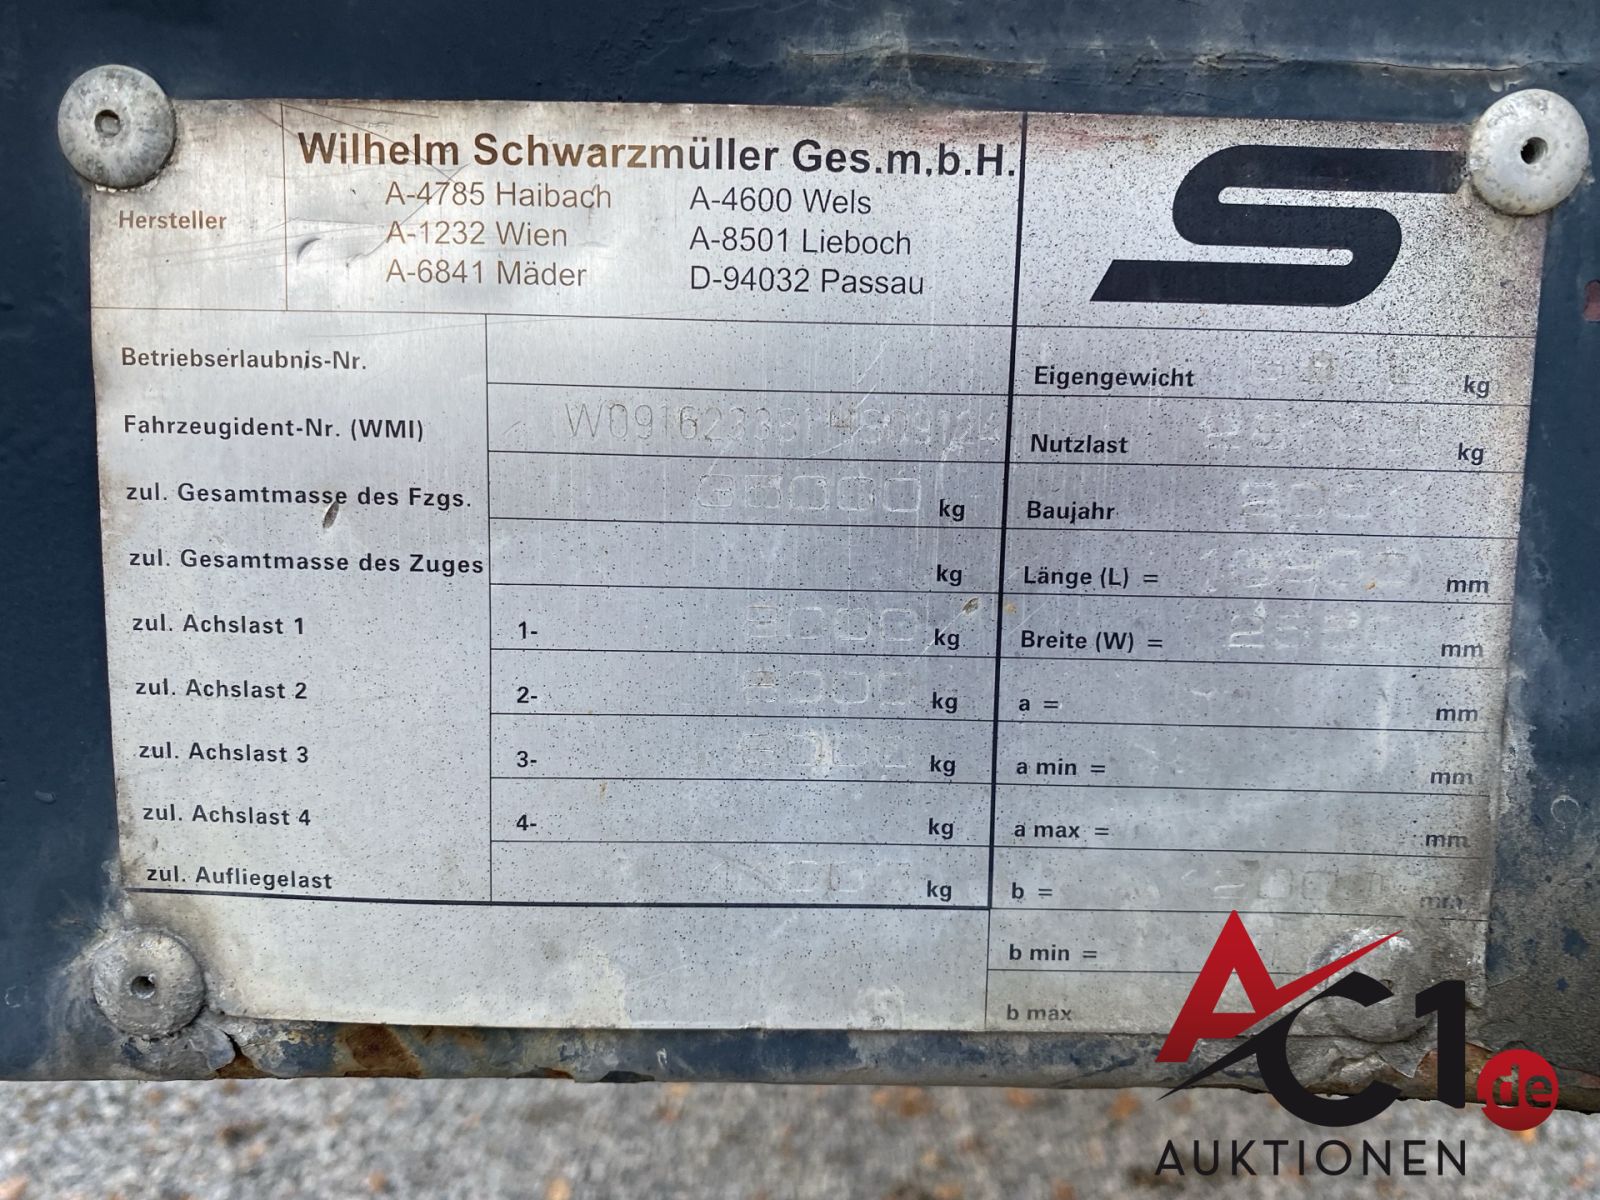 Wilhelm Schwarzmüller Ges.m.b.H.
A-4785 Haibach A-4600 Wels
Hersteller
A-1232 Wien A-8501 Lieboch
A-6841 Mäder D-94032 Passau
Betriebserlaubnis-Nr.
Eigengewicht kg
Fahrzeugident-Nr. (WMI)
Nutzlast kg
zul. Gesamtmasse des Fzgs. kg
Baujahr
zul. Gesamtmasse des Zuges kg
Länge (L) = mm
zul. Achslast 1 1- 9000 kg
Breite (W) = mm
zul. Achslast 2 2- kg
a = mm
zul. Achslast 3 3- kg
a min = mm
zul. Achslast 4 4- kg
a max = mm
zul. Aufliegelast kg
b = mm
b min =
b max
AC1.de
AUKTIONEN